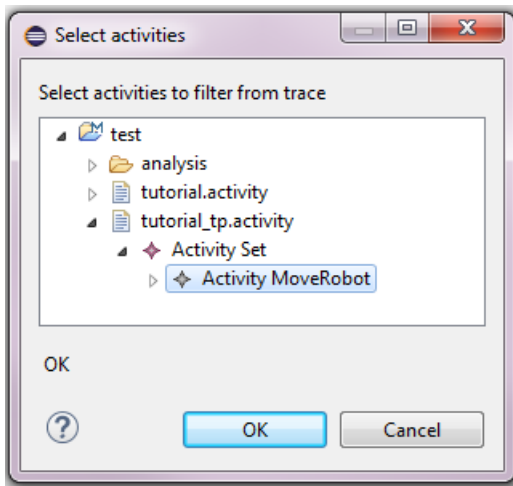 Select activities
Select activities to filter from trace
test
analysis
tutorial.activity
tutorial_tp.activity
Activity Set
Activity MoveRobot
OK
OK Cancel